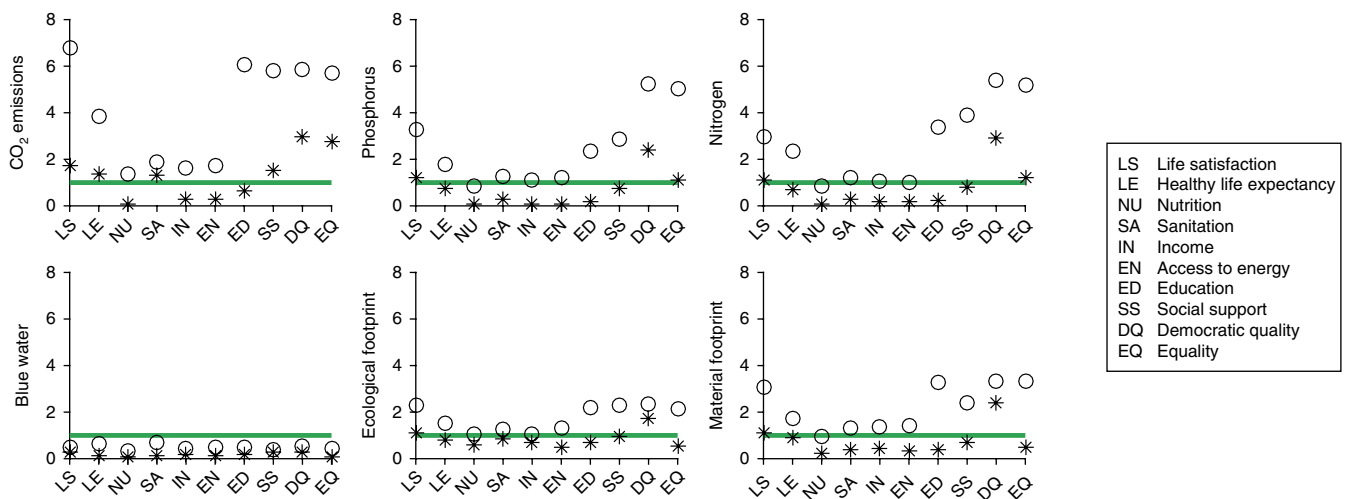 CO2 emissions
8
6
4
2
0
LS LE NU SA IN EN ED SS DQ EQ
Phosphorus
8
6
4
2
0
LS LE NU SA IN EN ED SS DQ EQ
Nitrogen
8
6
4
2
0
LS LE NU SA IN EN ED SS DQ EQ
Blue water
8
6
4
2
0
LS LE NU SA IN EN ED SS DQ EQ
Ecological footprint
8
6
4
2
0
LS LE NU SA IN EN ED SS DQ EQ
Material footprint
8
6
4
2
0
LS LE NU SA IN EN ED SS DQ EQ
LS Life satisfaction
LE Healthy life expectancy
NU Nutrition
SA Sanitation
IN Income
EN Access to energy
ED Education
SS Social support
DQ Democratic quality
EQ Equality